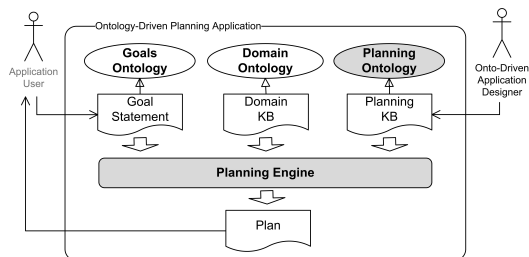 Ontology-Driven Planning Application
Goals
Ontology
Domain
Ontology
Planning
Ontology
Application
User
Onto-Driven
Application
Designer
Goal
Statement
Domain
KB
Planning
KB
Planning Engine
Plan